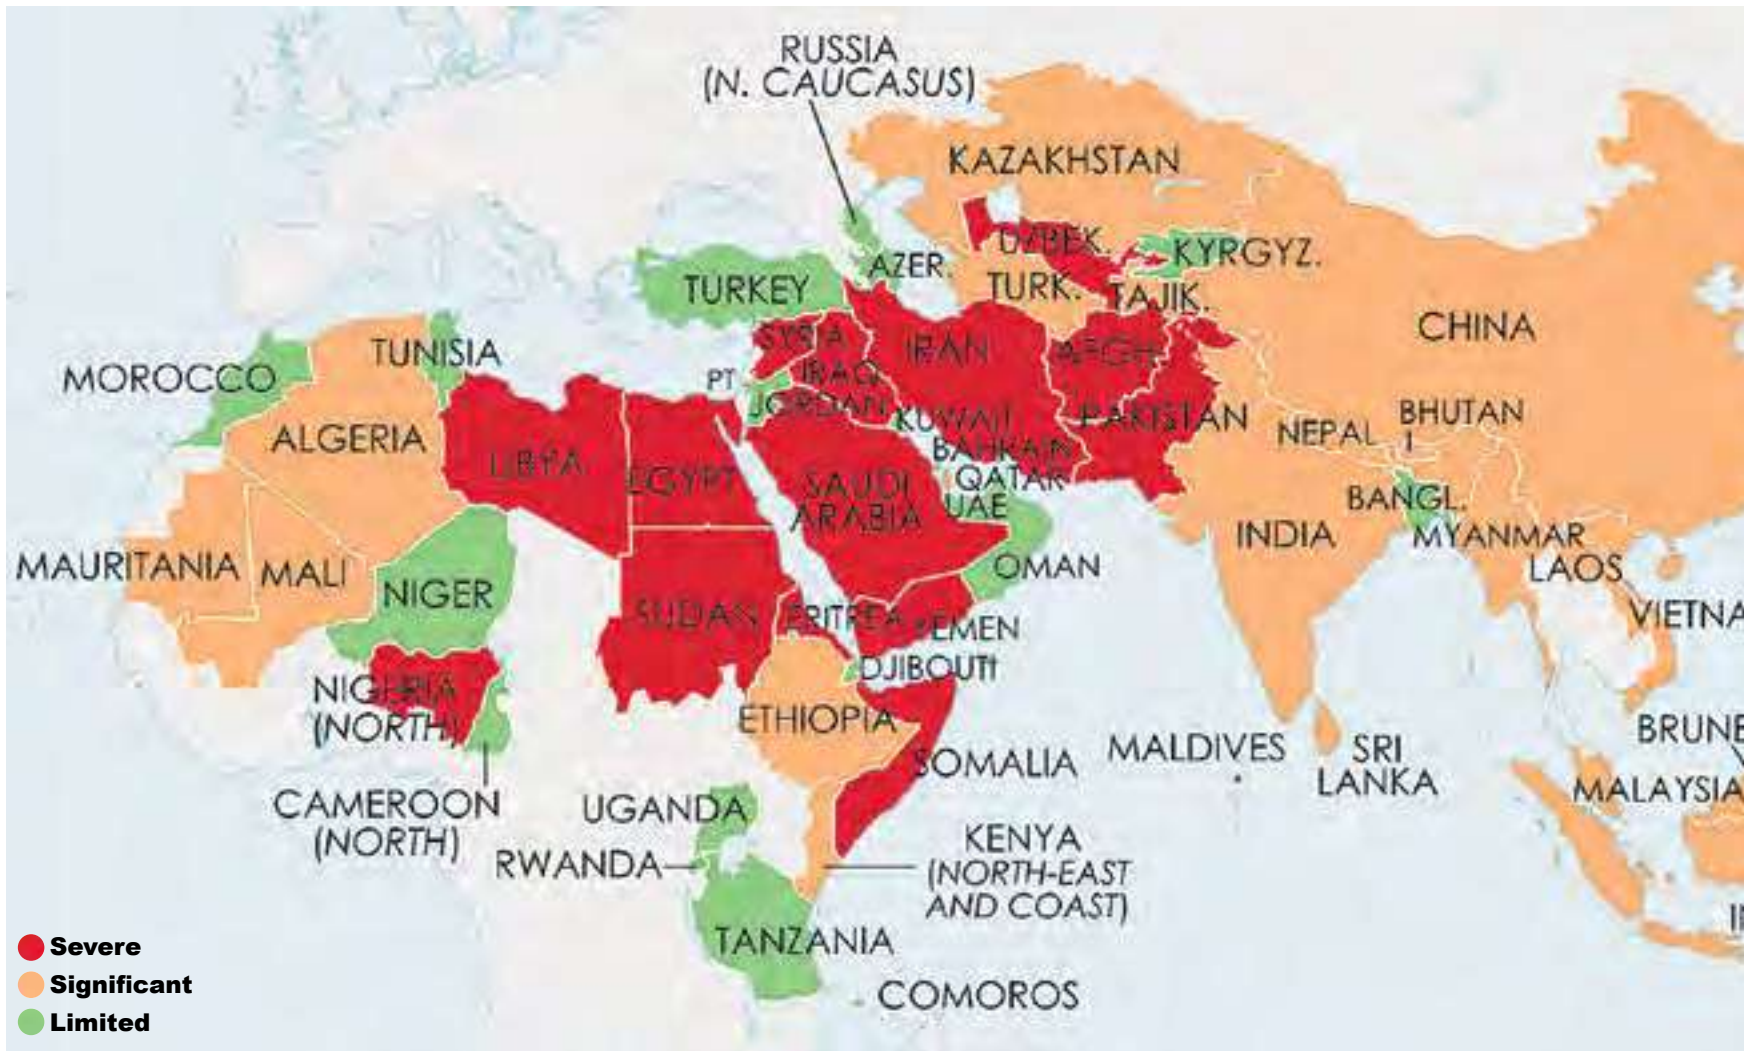 RUSSIA
(N. CAUCASUS)
KAZAKHSTAN
UZBEK.
KYRGYZ.
AZER.
TURKEY
TURK.
TAJIK.
CHINA
TUNISIA
SYRIA
IRAN
AFGH.
MOROCCO
PT
IRAQ
JORDAN
KUWAIT
PAKISTAN
BHUTAN
NEPAL
ALGERIA
BAHRAIN
LIBYA
EGYPT
SAUDI
ARABIA
QATAR
UAE
BANGL.
INDIA
MYANMAR
MAURITANIA
MALI
NIGER
OMAN
LAOS
SUDAN
ERITREA
YEMEN
VIETNA
DJIBOUTI
NIGERIA
(NORTH)
ETHIOPIA
SOMALIA
MALDIVES
SRI
LANKA
BRUNE
MALAYSIA
CAMEROON
(NORTH)
UGANDA
RWANDA
KENYA
(NORTH-EAST
AND COAST)
TANZANIA
COMOROS
Severe
Significant
Limited